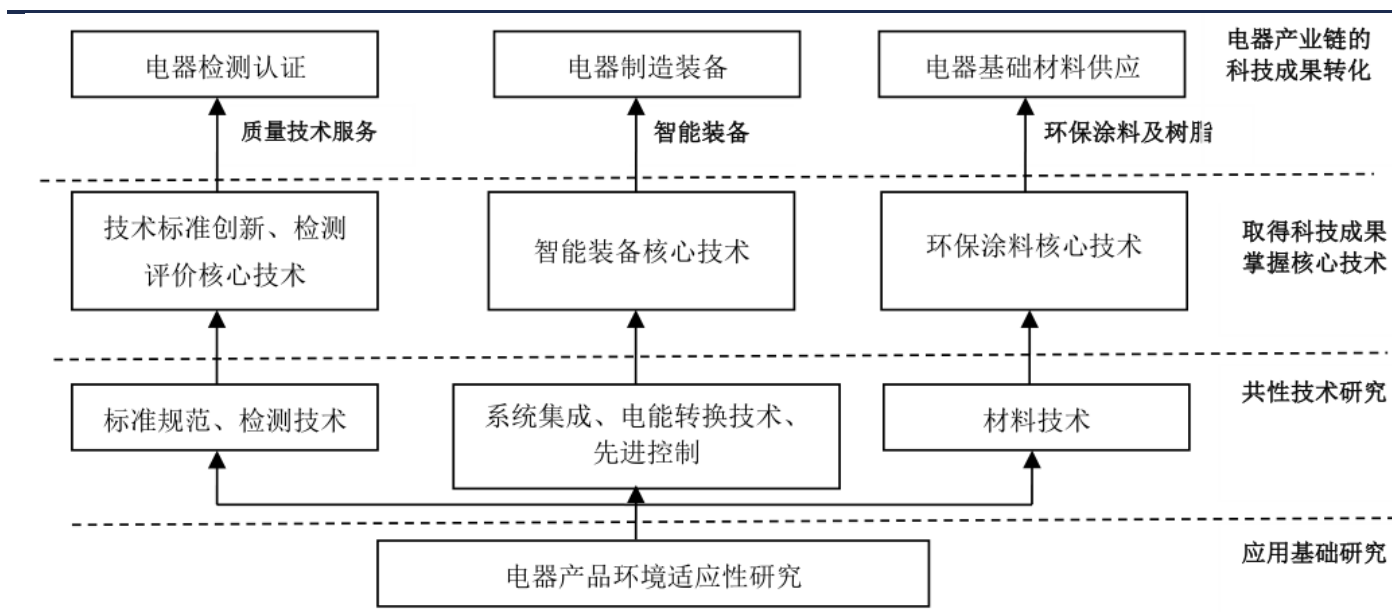 电器检测认证
电器制造装备
电器基础材料供应
电器产业链的
科技成果转化
质量技术服务
智能装备
环保涂料及树脂
技术标准创新、检测
评价核心技术
智能装备核心技术
环保涂料核心技术
取得科技成果
掌握核心技术
标准规范、检测技术
系统集成、电能转换技术、
先进控制
材料技术
共性技术研究
电器产品环境适应性研究
应用基础研究